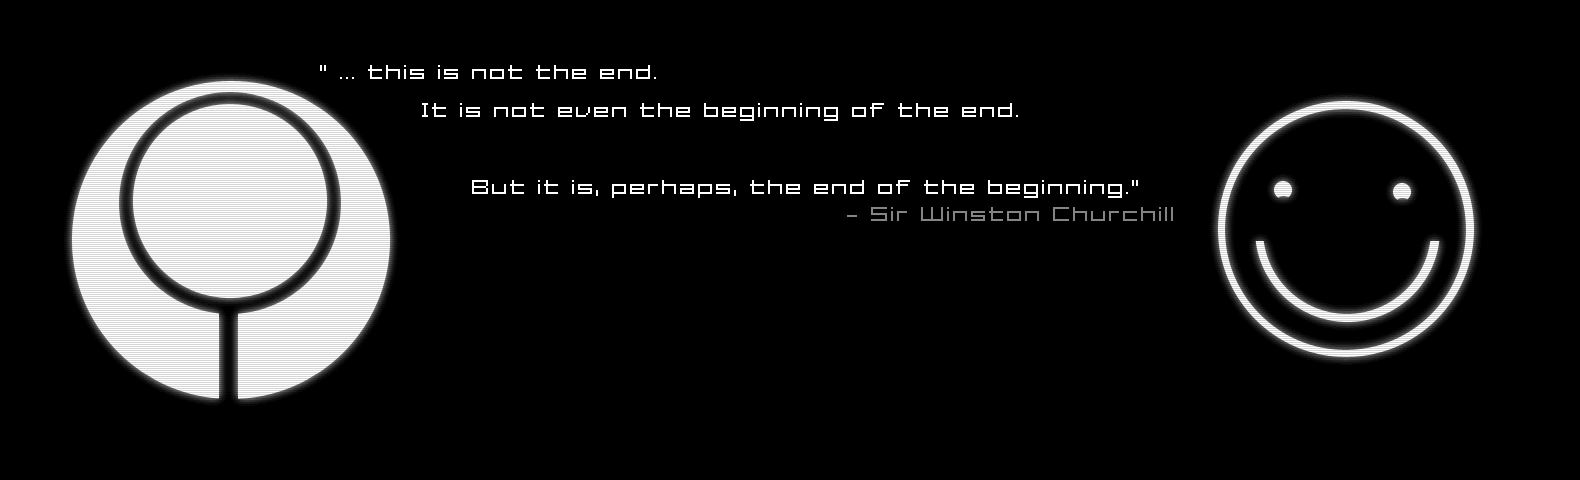 " ... this is not the end.
It is not even the beginning of the end.
But it is, perhaps, the end of the beginning."
- Sir Winston Churchill